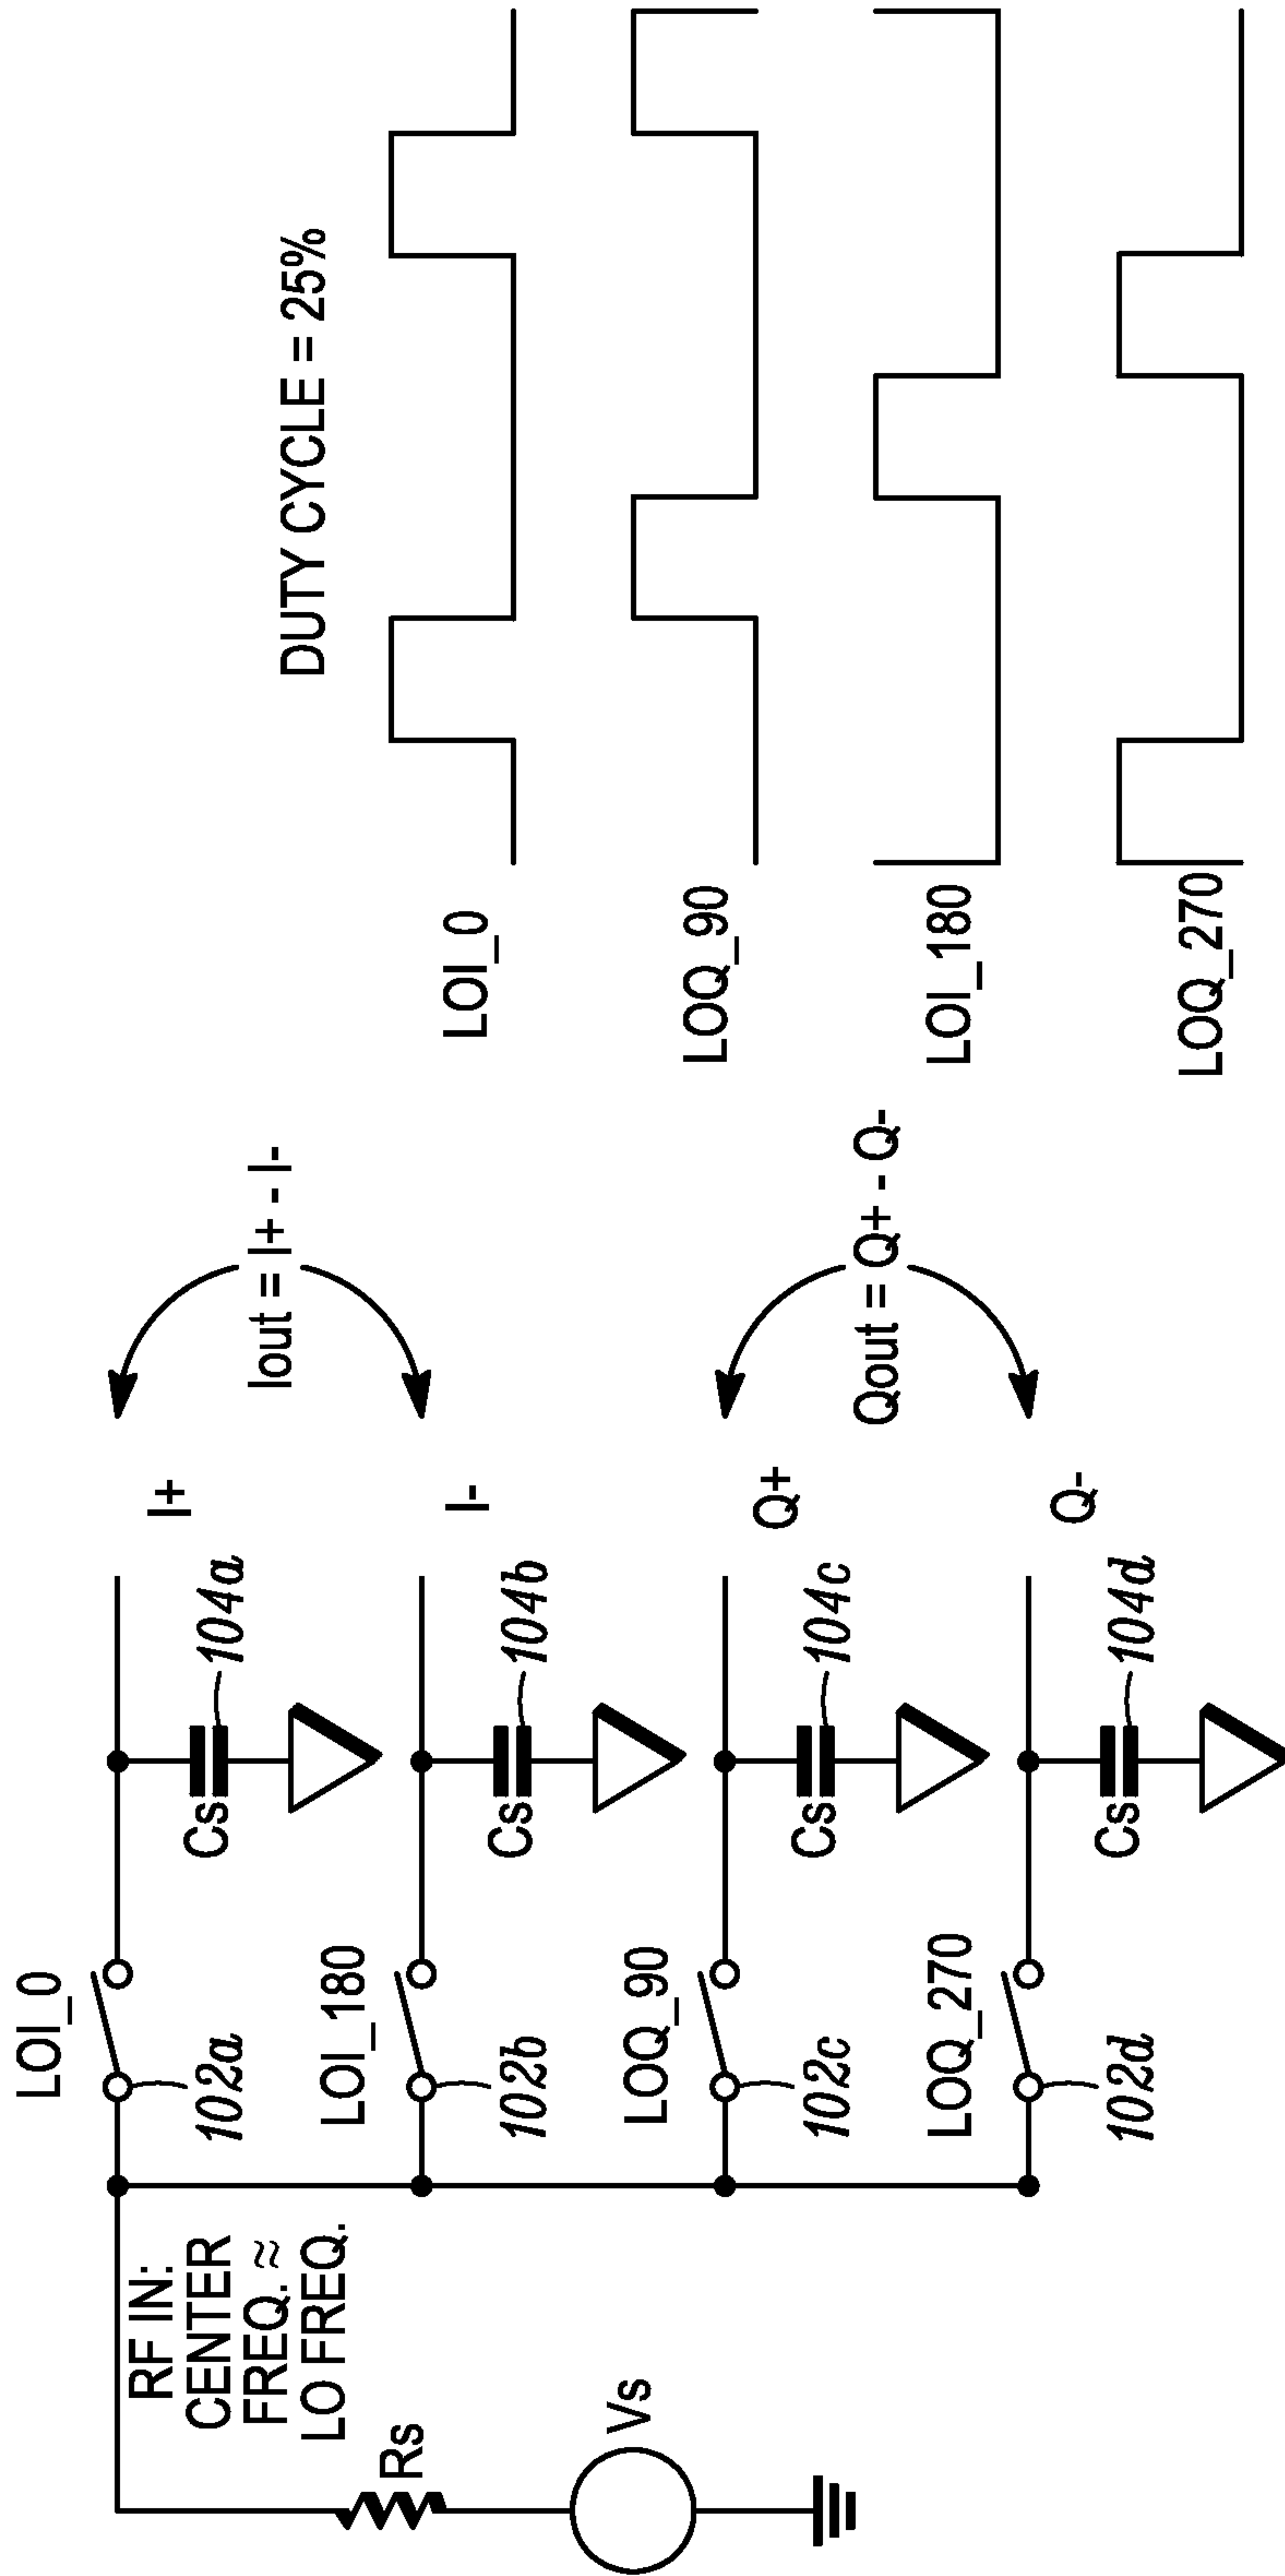 RF IN:
CENTER
FREQ. ≈
LO FREQ.
Rs
Vs
LOI_0
102a
Cs
104a
I+
LOI_180
102b
Cs
104b
I-
LOQ_90
102c
Cs
104c
Q+
LOQ_270
102d
Cs
104d
Q-
Iout = I+ - I-
Qout = Q+ - Q-
DUTY CYCLE = 25%
LOI_0
LOQ_90
LOI_180
LOQ_270